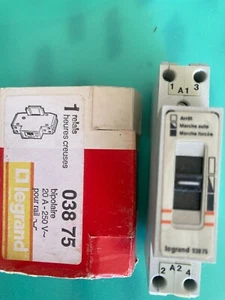 1 relais
heures creuses
038 75
bipolaire
20 A - 250 V~
pour rail
legrand
1 A1 3
Arrêt
Marche auto
Marche forcée
legrand 038 75
2 A2 4